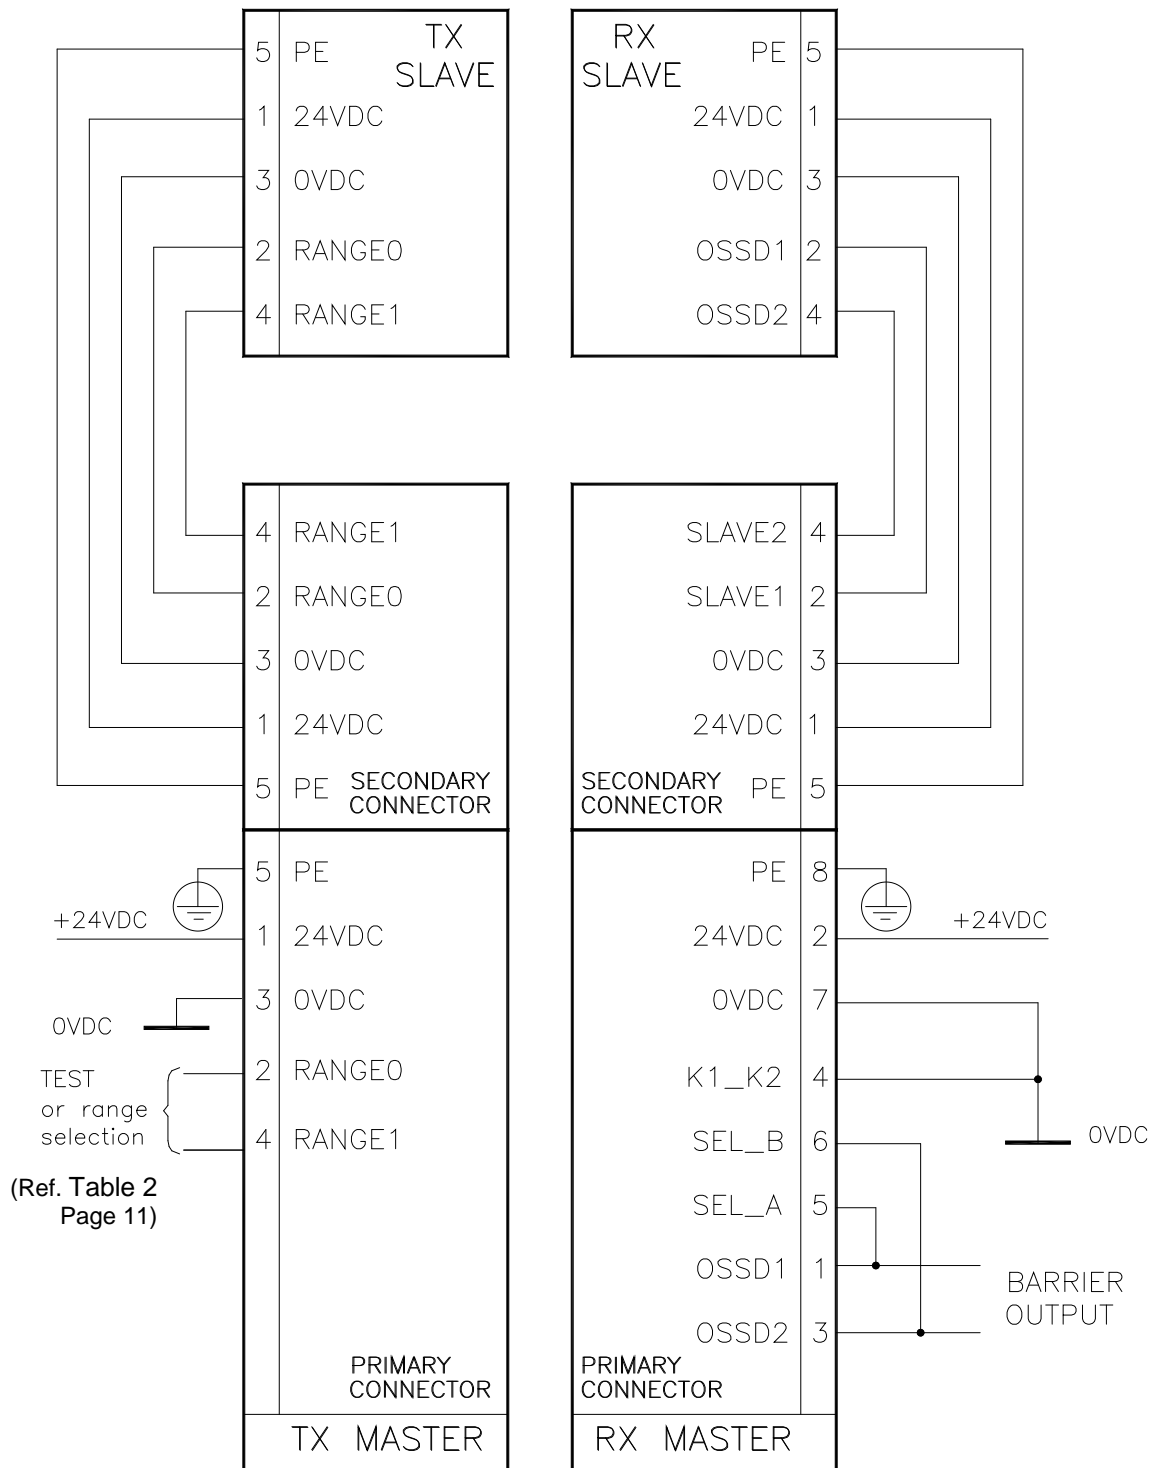 TX
SLAVE
5 PE
1 24VDC
3 0VDC
2 RANGE0
4 RANGE1
RX
SLAVE
PE 5
24VDC 1
0VDC 3
OSSD1 2
OSSD2 4
4 RANGE1
2 RANGE0
3 0VDC
1 24VDC
5 PE
SECONDARY
CONNECTOR
SLAVE2 4
SLAVE1 2
0VDC 3
24VDC 1
PE 5
SECONDARY
CONNECTOR
5 PE
+24VDC
1 24VDC
3 0VDC
0VDC
2 RANGE0
TEST
or range
selection
4 RANGE1
(Ref. Table 2
Page 11)
PRIMARY
CONNECTOR
TX MASTER
PE 8
24VDC 2
+24VDC
0VDC 7
K1_K2 4
SEL_B 6
0VDC
SEL_A 5
OSSD1 1
OSSD2 3
BARRIER
OUTPUT
PRIMARY
CONNECTOR
RX MASTER